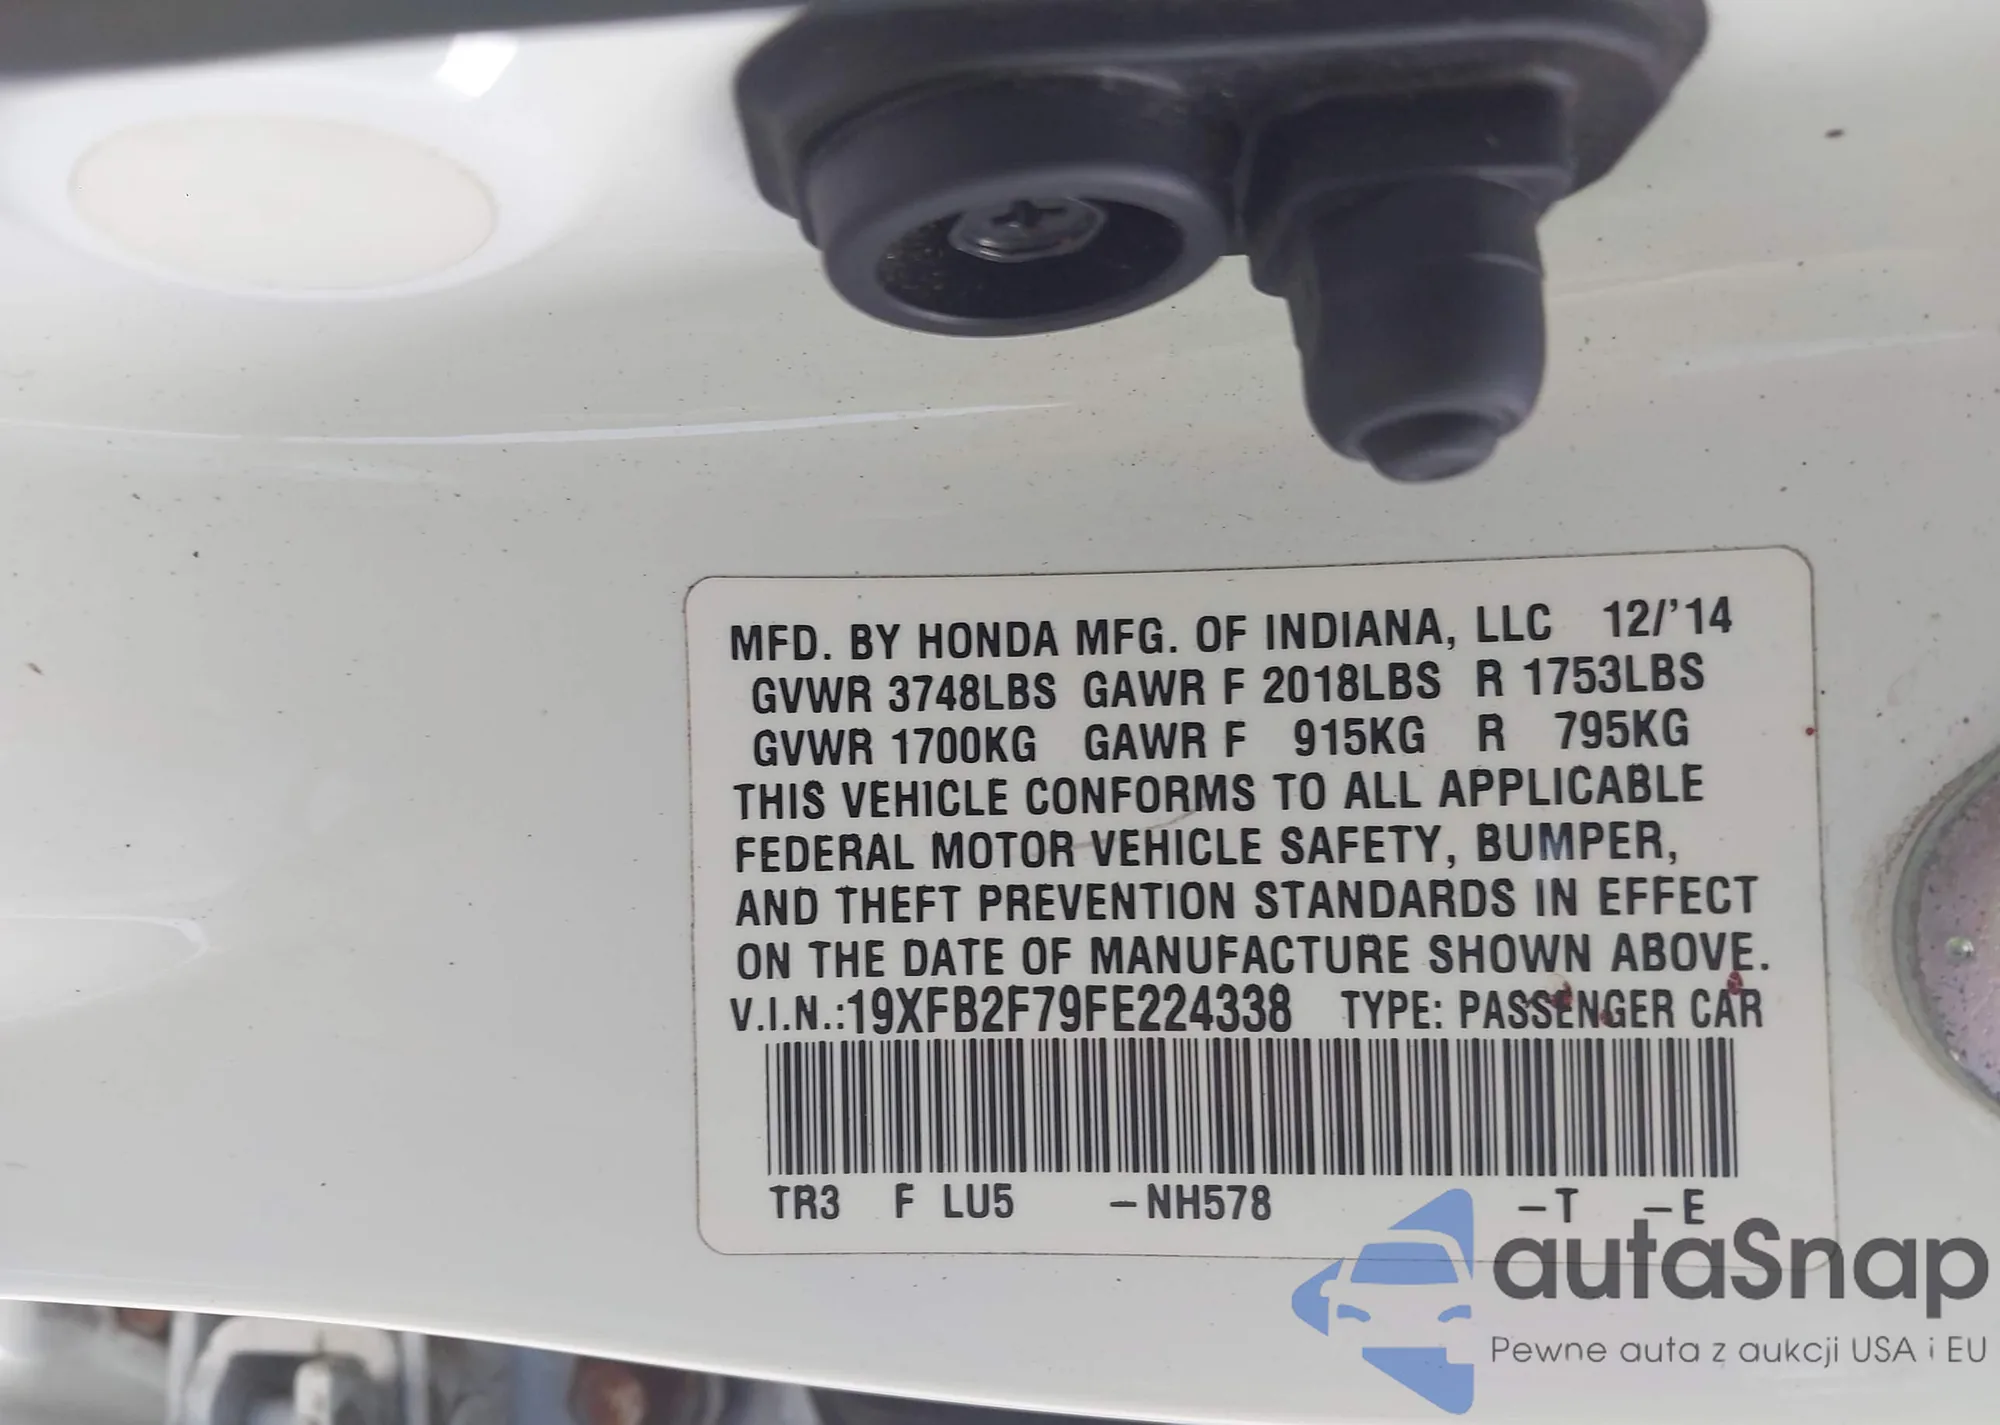 MFD. BY HONDA MFG. OF INDIANA, LLC 12/'14
GVWR 3748LBS GAWR F 2018LBS R 1753LBS
GVWR 1700KG GAWR F 915KG R 795KG
THIS VEHICLE CONFORMS TO ALL APPLICABLE
FEDERAL MOTOR VEHICLE SAFETY, BUMPER,
AND THEFT PREVENTION STANDARDS IN EFFECT
ON THE DATE OF MANUFACTURE SHOWN ABOVE.
V.I.N.:19XFB2F79FE224338 TYPE: PASSENGER CAR
TR3 F LU5 –NH578 –T –E
autaSnap
Pewne auta z aukcji USA i EU